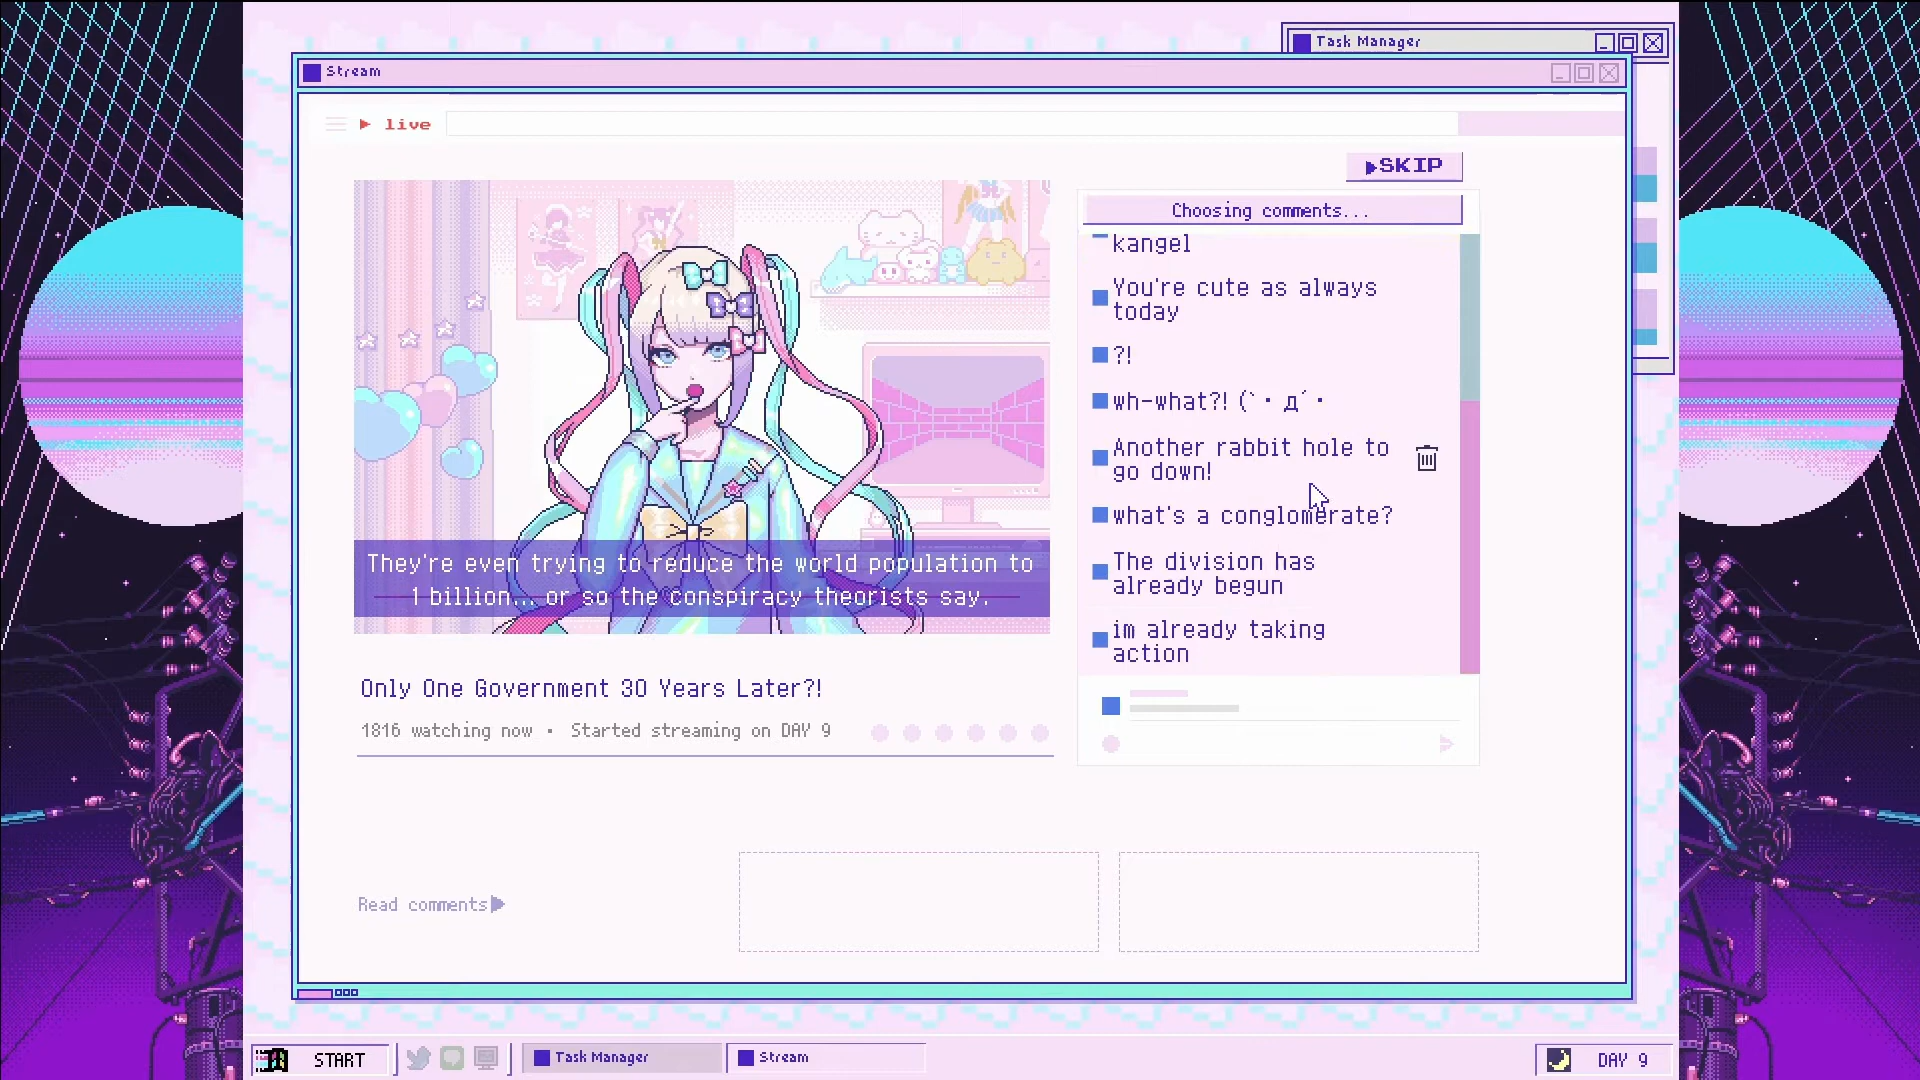 Task Manager
Stream
live
SKIP
Choosing comments...
kangel
You're cute as always
today
?!
wh-what?! (`・д´・
Another rabbit hole to
go down!
what's a conglomerate?
The division has
already begun
im already taking
action
They're even trying to reduce the world population to
1 billion... or so the conspiracy theorists say.
Only One Government 30 Years Later?!
1816 watching now • Started streaming on DAY 9
Read comments
START
Task Manager
Stream
DAY 9